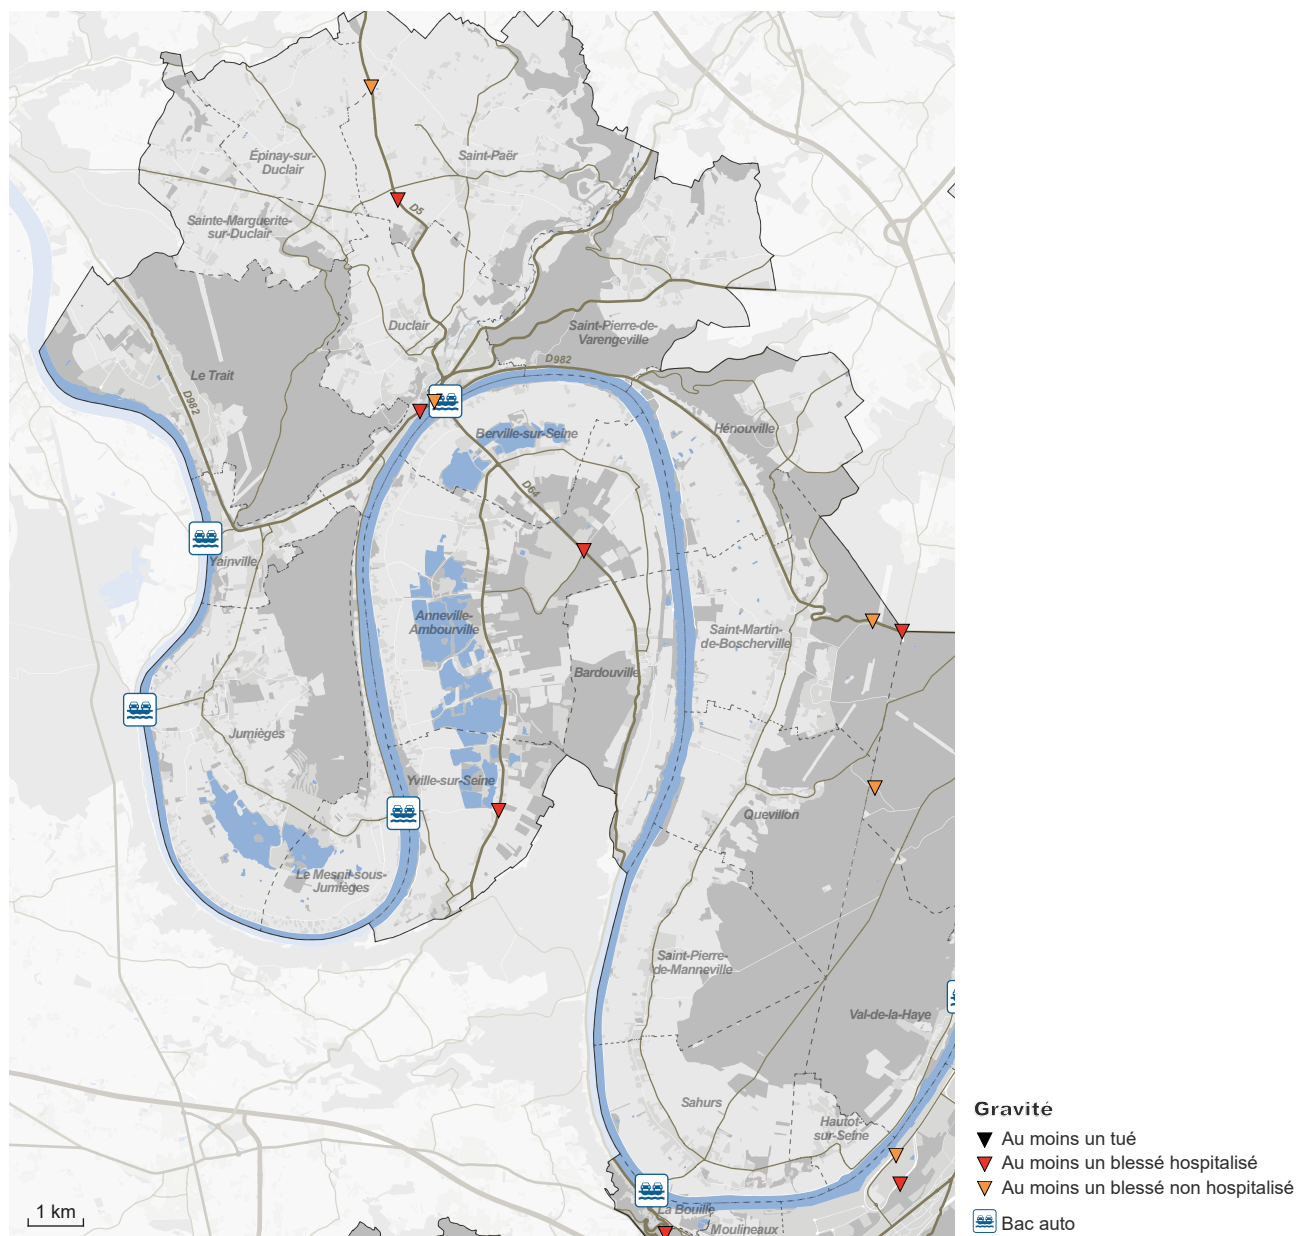 Épinay-sur-
Duclair
Saint-Paër
Sainte-Marguerite-
sur-Duclair
D5
Duclair
Saint-Pierre-de-
Varengeville
D982
Le Trait
D982
Hénouville
Berville-sur-Seine
D64
Yainville
Anneville-
Ambourville
Saint-Martin-
de-Boscherville
Bardouville
Jumièges
Yville-sur-Seine
Quevillon
Le Mesnil-sous-
Jumièges
Saint-Pierre-
de-Manneville
Val-de-la-Haye
Sahurs
Hautot-
sur-Seine
La Bouille
Moulineaux
1 km
Gravité
Au moins un tué
Au moins un blessé hospitalisé
Au moins un blessé non hospitalisé
Bac auto